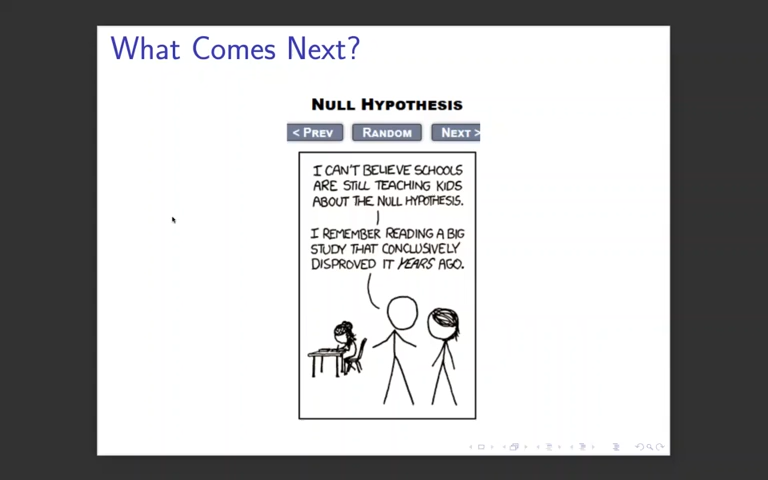 What Comes Next?
NULL HYPOTHESIS
< PREV RANDOM NEXT >
I CAN'T BELIEVE SCHOOLS
ARE STILL TEACHING KIDS
ABOUT THE NULL HYPOTHESIS.
I REMEMBER READING A BIG
STUDY THAT CONCLUSIVELY
DISPROVED IT YEARS AGO.